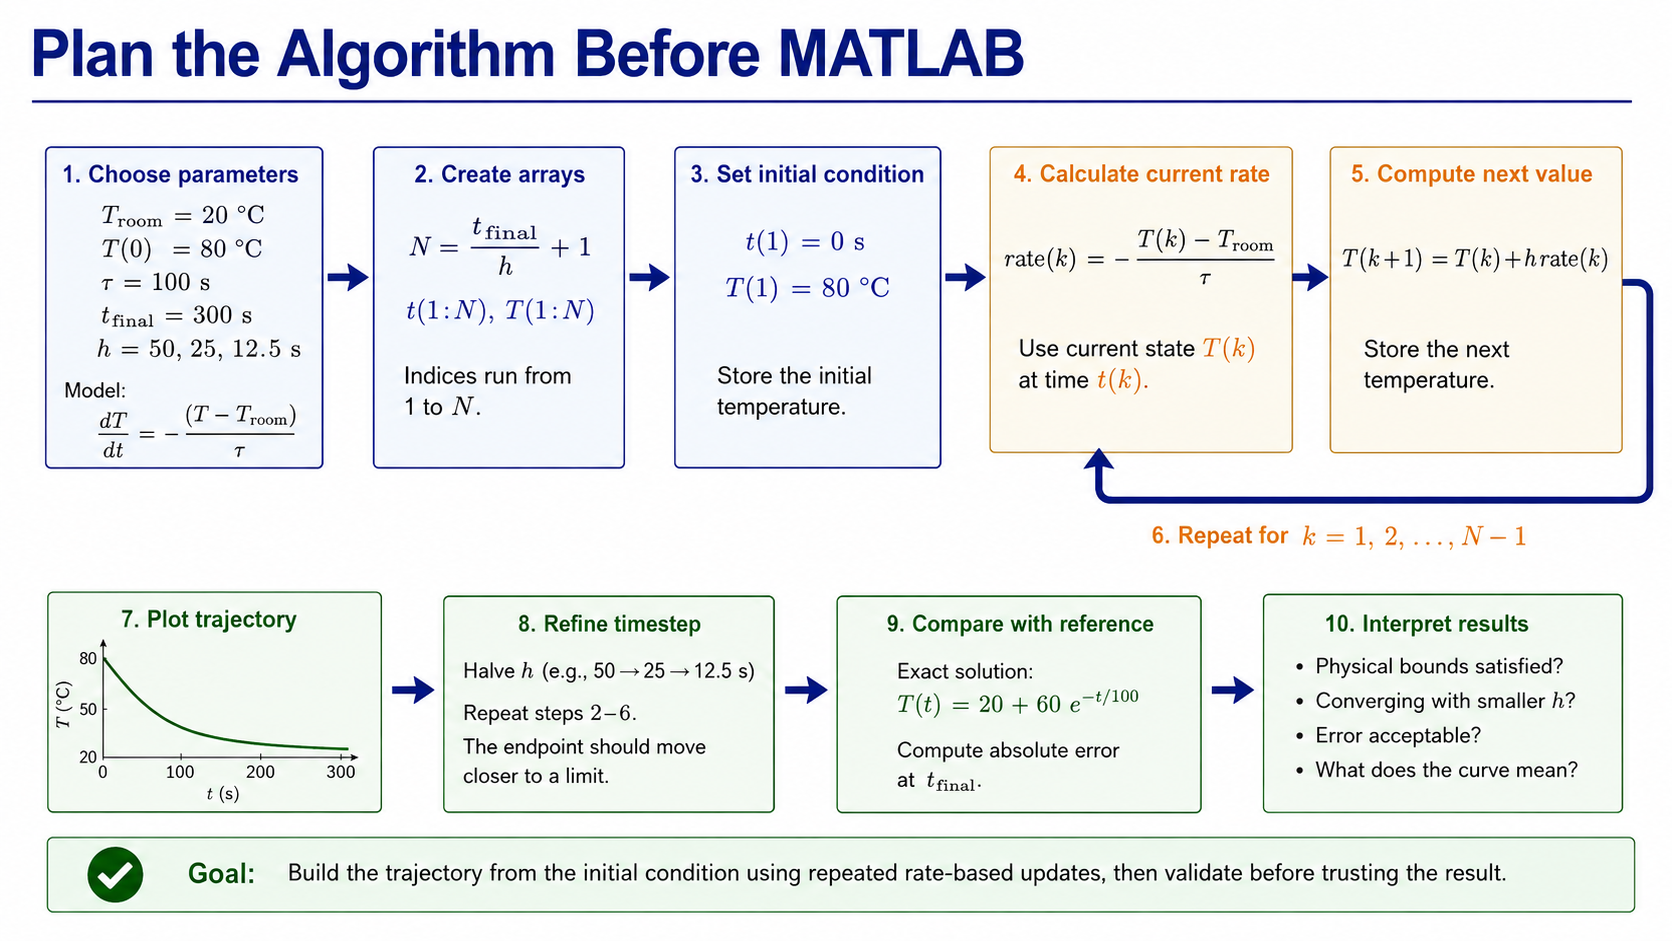 Plan the Algorithm Before MATLAB
1. Choose parameters
T_room = 20 °C
T(0) = 80 °C
τ = 100 s
t_final = 300 s
h = 50, 25, 12.5 s
Model:
dT/dt = −(T − T_room)/τ
2. Create arrays
N = t_final/h + 1
t(1:N), T(1:N)
Indices run from
1 to N.
3. Set initial condition
t(1) = 0 s
T(1) = 80 °C
Store the initial
temperature.
4. Calculate current rate
rate(k) = −(T(k) − T_room)/τ
Use current state T(k)
at time t(k).
5. Compute next value
T(k+1) = T(k)+h rate(k)
Store the next
temperature.
6. Repeat for k = 1, 2, ..., N − 1
7. Plot trajectory
T (°C)
80
50
20
0 100 200 300
t (s)
8. Refine timestep
Halve h (e.g., 50→25→12.5 s)
Repeat steps 2–6.
The endpoint should move
closer to a limit.
9. Compare with reference
Exact solution:
T(t) = 20 + 60 e^{−t/100}
Compute absolute error
at t_final.
10. Interpret results
• Physical bounds satisfied?
• Converging with smaller h?
• Error acceptable?
• What does the curve mean?
Goal: Build the trajectory from the initial condition using repeated rate-based updates, then validate before trusting the result.